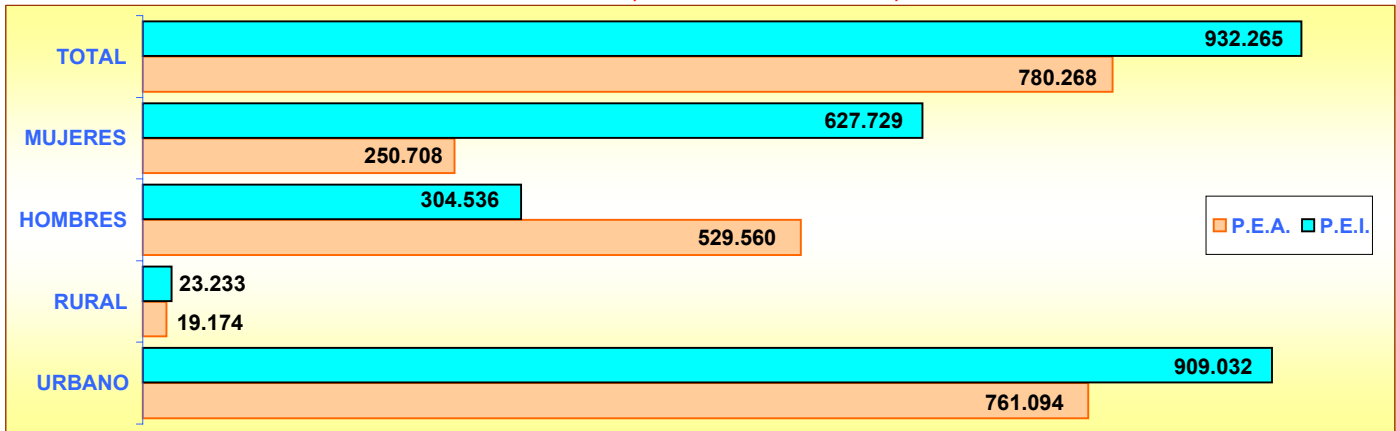 TOTAL
932.265
780.268
MUJERES
627.729
250.708
HOMBRES
304.536
529.560
RURAL
23.233
19.174
URBANO
909.032
761.094
P.E.A. P.E.I.